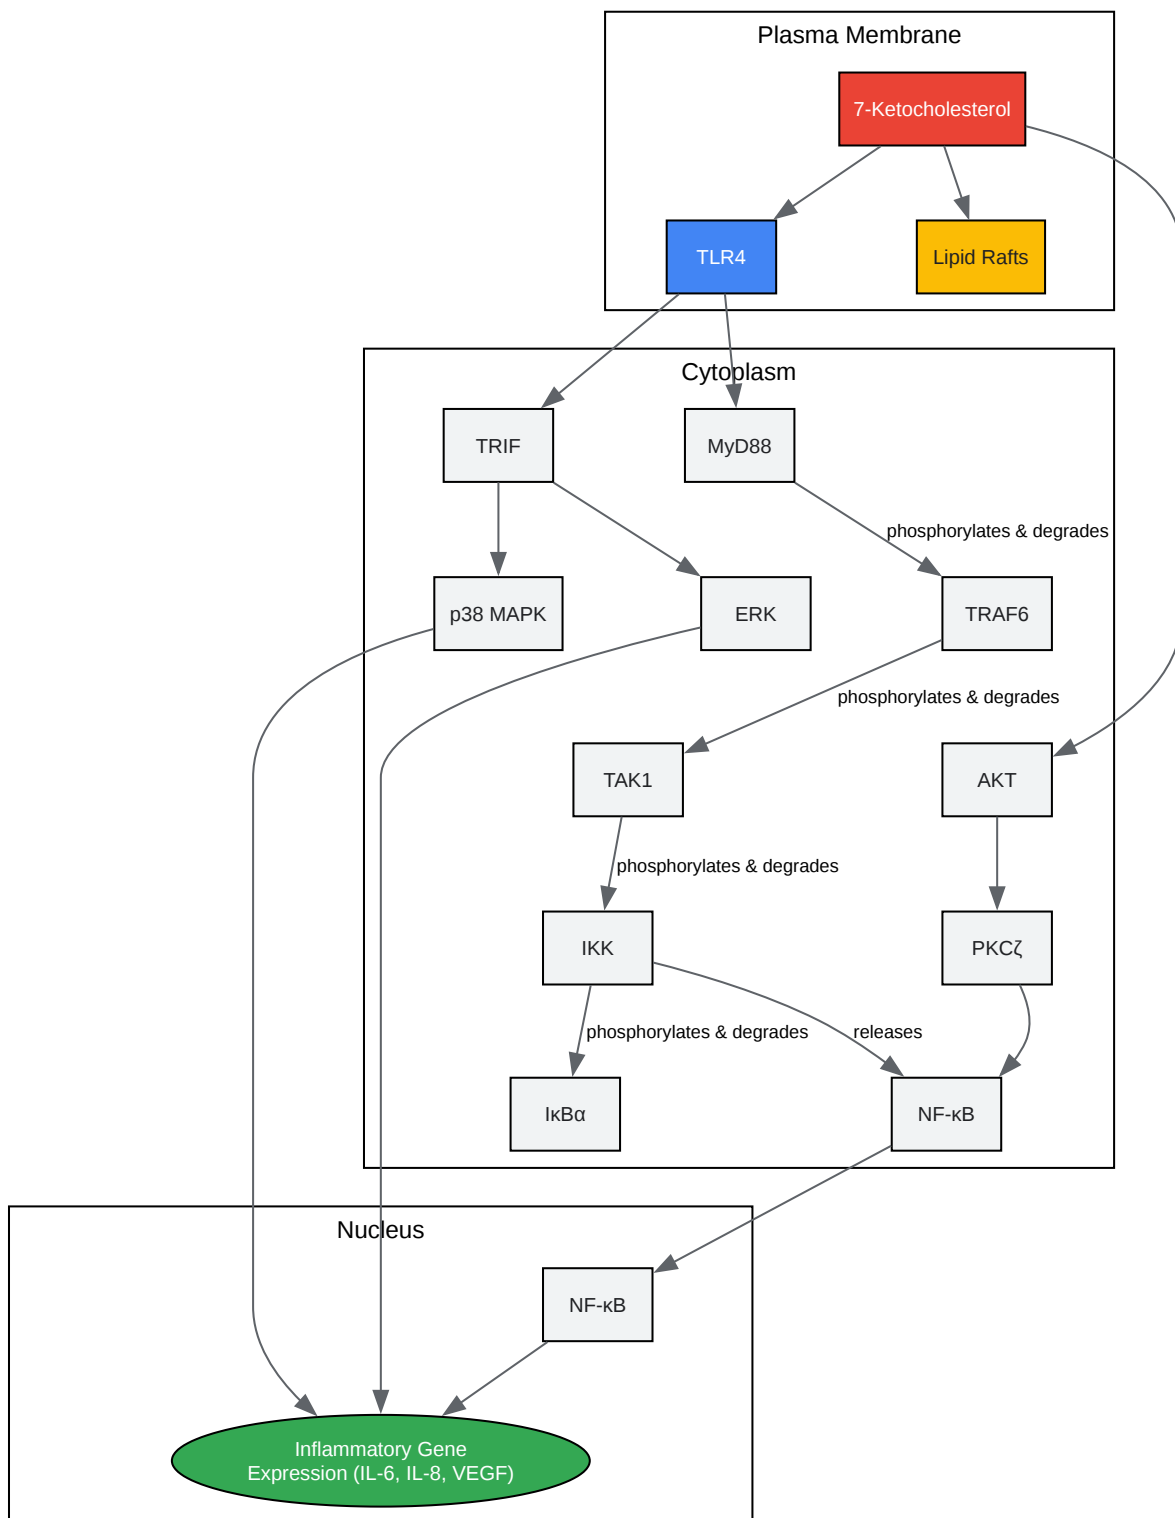 Plasma Membrane
7-Ketocholesterol
TLR4
Lipid Rafts
Cytoplasm
TRIF
MyD88
phosphorylates & degrades
p38 MAPK
ERK
TRAF6
phosphorylates & degrades
TAK1
AKT
phosphorylates & degrades
IKK
PKCζ
phosphorylates & degrades
releases
IκBα
NF-κB
Nucleus
NF-κB
Inflammatory Gene
Expression (IL-6, IL-8, VEGF)